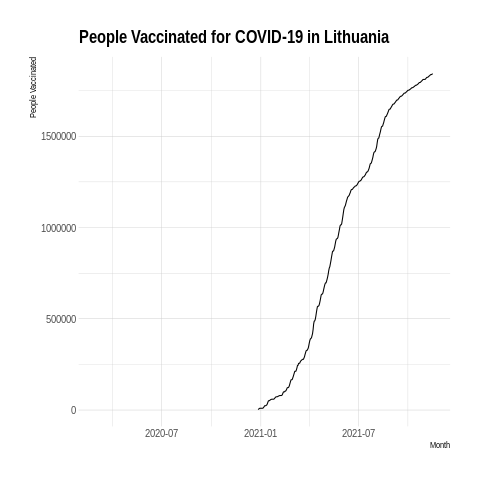 People Vaccinated for COVID-19 in Lithuania
People Vaccinated
1500000
1000000
500000
0
2020-07 2021-01 2021-07
Month